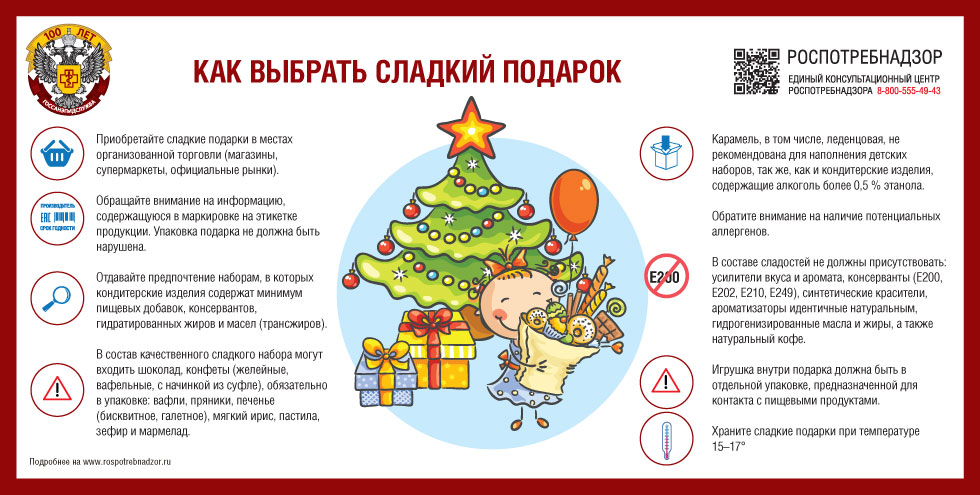 100 ЛЕТ
ГОССАНЭПИДСЛУЖБА
КАК ВЫБРАТЬ СЛАДКИЙ ПОДАРОК
РОСПОТРЕБНАДЗОР
ЕДИНЫЙ КОНСУЛЬТАЦИОННЫЙ ЦЕНТР
РОСПОТРЕБНАДЗОРА 8-800-555-49-43
Приобретайте сладкие подарки в местах
организованной торговли (магазины,
супермаркеты, официальные рынки).
ПРОИЗВОДИТЕЛЬ
EAC
СРОК ГОДНОСТИ
Обращайте внимание на информацию,
содержащуюся в маркировке на этикетке
продукции. Упаковка подарка не должна быть
нарушена.
Отдавайте предпочтение наборам, в которых
кондитерские изделия содержат минимум
пищевых добавок, консервантов,
гидратированных жиров и масел (трансжиров).
В состав качественного сладкого набора могут
входить шоколад, конфеты (желейные,
вафельные, с начинкой из суфле), обязательно
в упаковке: вафли, пряники, печенье
(бисквитное, галетное), мягкий ирис, пастила,
зефир и мармелад.
Подробнее на www.rospotrebnadzor.ru
Карамель, в том числе, леденцовая, не
рекомендована для наполнения детских
наборов, так же, как и кондитерские изделия,
содержащие алкоголь более 0,5 % этанола.
Обратите внимание на наличие потенциальных
аллергенов.
E200
В составе сладостей не должны присутствовать:
усилители вкуса и аромата, консерванты (Е200,
Е202, Е210, Е249), синтетические красители,
ароматизаторы идентичные натуральным,
гидрогенизированные масла и жиры, а также
натуральный кофе.
Игрушка внутри подарка должна быть в
отдельной упаковке, предназначенной для
контакта с пищевыми продуктами.
Храните сладкие подарки при температуре
15–17°